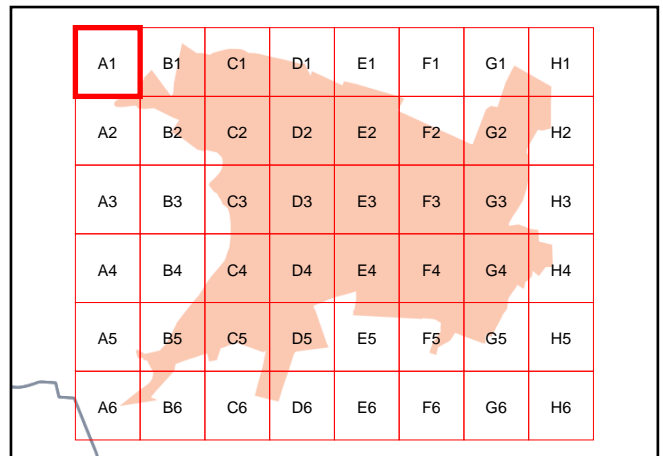 A1 B1 C1 D1 E1 F1 G1 H1
A2 B2 C2 D2 E2 F2 G2 H2
A3 B3 C3 D3 E3 F3 G3 H3
A4 B4 C4 D4 E4 F4 G4 H4
A5 B5 C5 D5 E5 F5 G5 H5
A6 B6 C6 D6 E6 F6 G6 H6